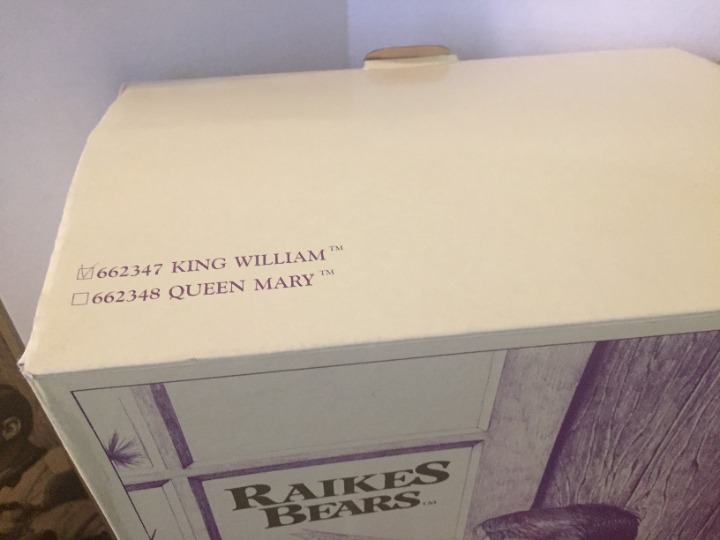 ☑ 662347 KING WILLIAM™
☐ 662348 QUEEN MARY™
RAIKES
BEARS™